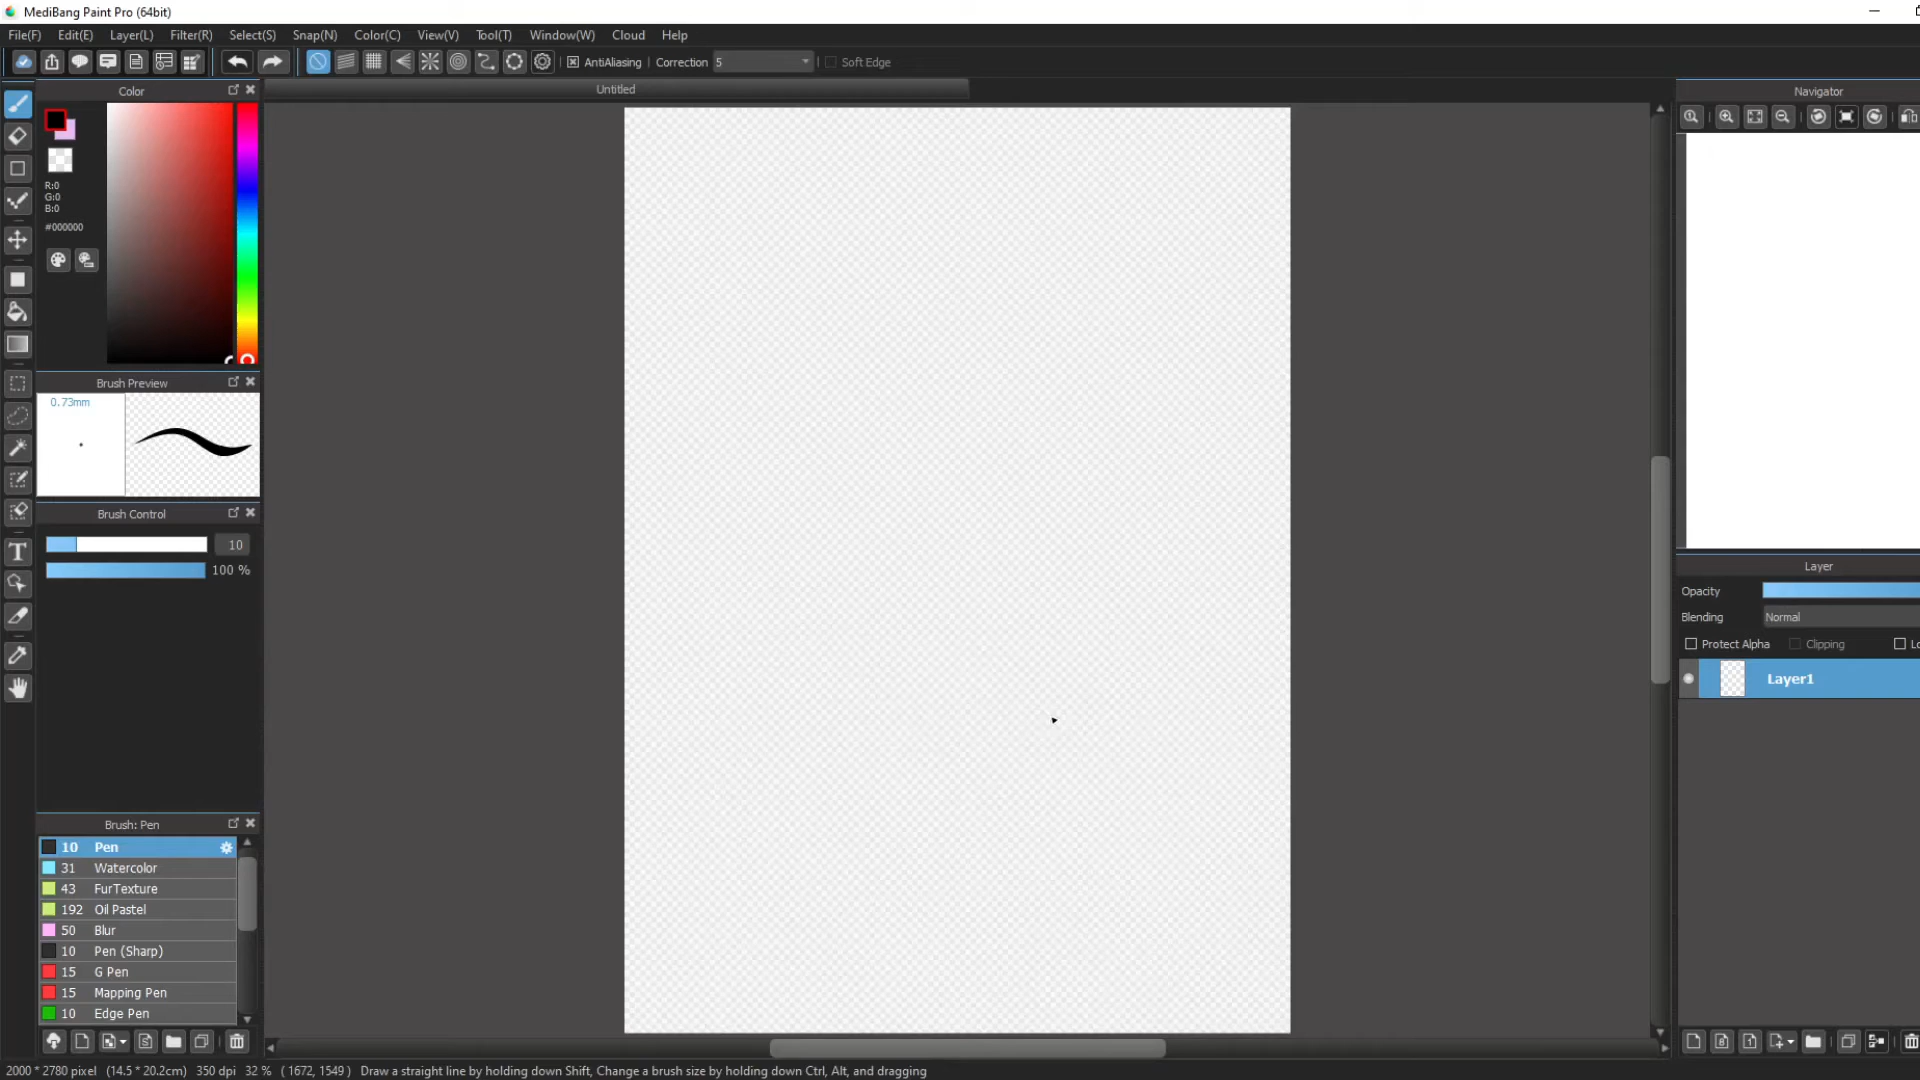 MediBang Paint Pro (64bit)
File(F) Edit(E) Layer(L) Filter(R) Select(S) Snap(N) Color(C) View(V) Tool(T) Window(W) Cloud Help
AntiAliasing Correction 5 Soft Edge
Color
Untitled
Navigator
R:0
G:0
B:0
#000000
Brush Preview
0.73mm
Brush Control
10
100 %
Layer
Opacity
Blending Normal
Protect Alpha Clipping
Layer1
Brush: Pen
10 Pen
31 Watercolor
43 FurTexture
192 Oil Pastel
50 Blur
10 Pen (Sharp)
15 G Pen
15 Mapping Pen
10 Edge Pen
2000 * 2780 pixel (14.5 * 20.2cm) 350 dpi 32 % ( 1672, 1549 ) Draw a straight line by holding down Shift, Change a brush size by holding down Ctrl, Alt, and dragging